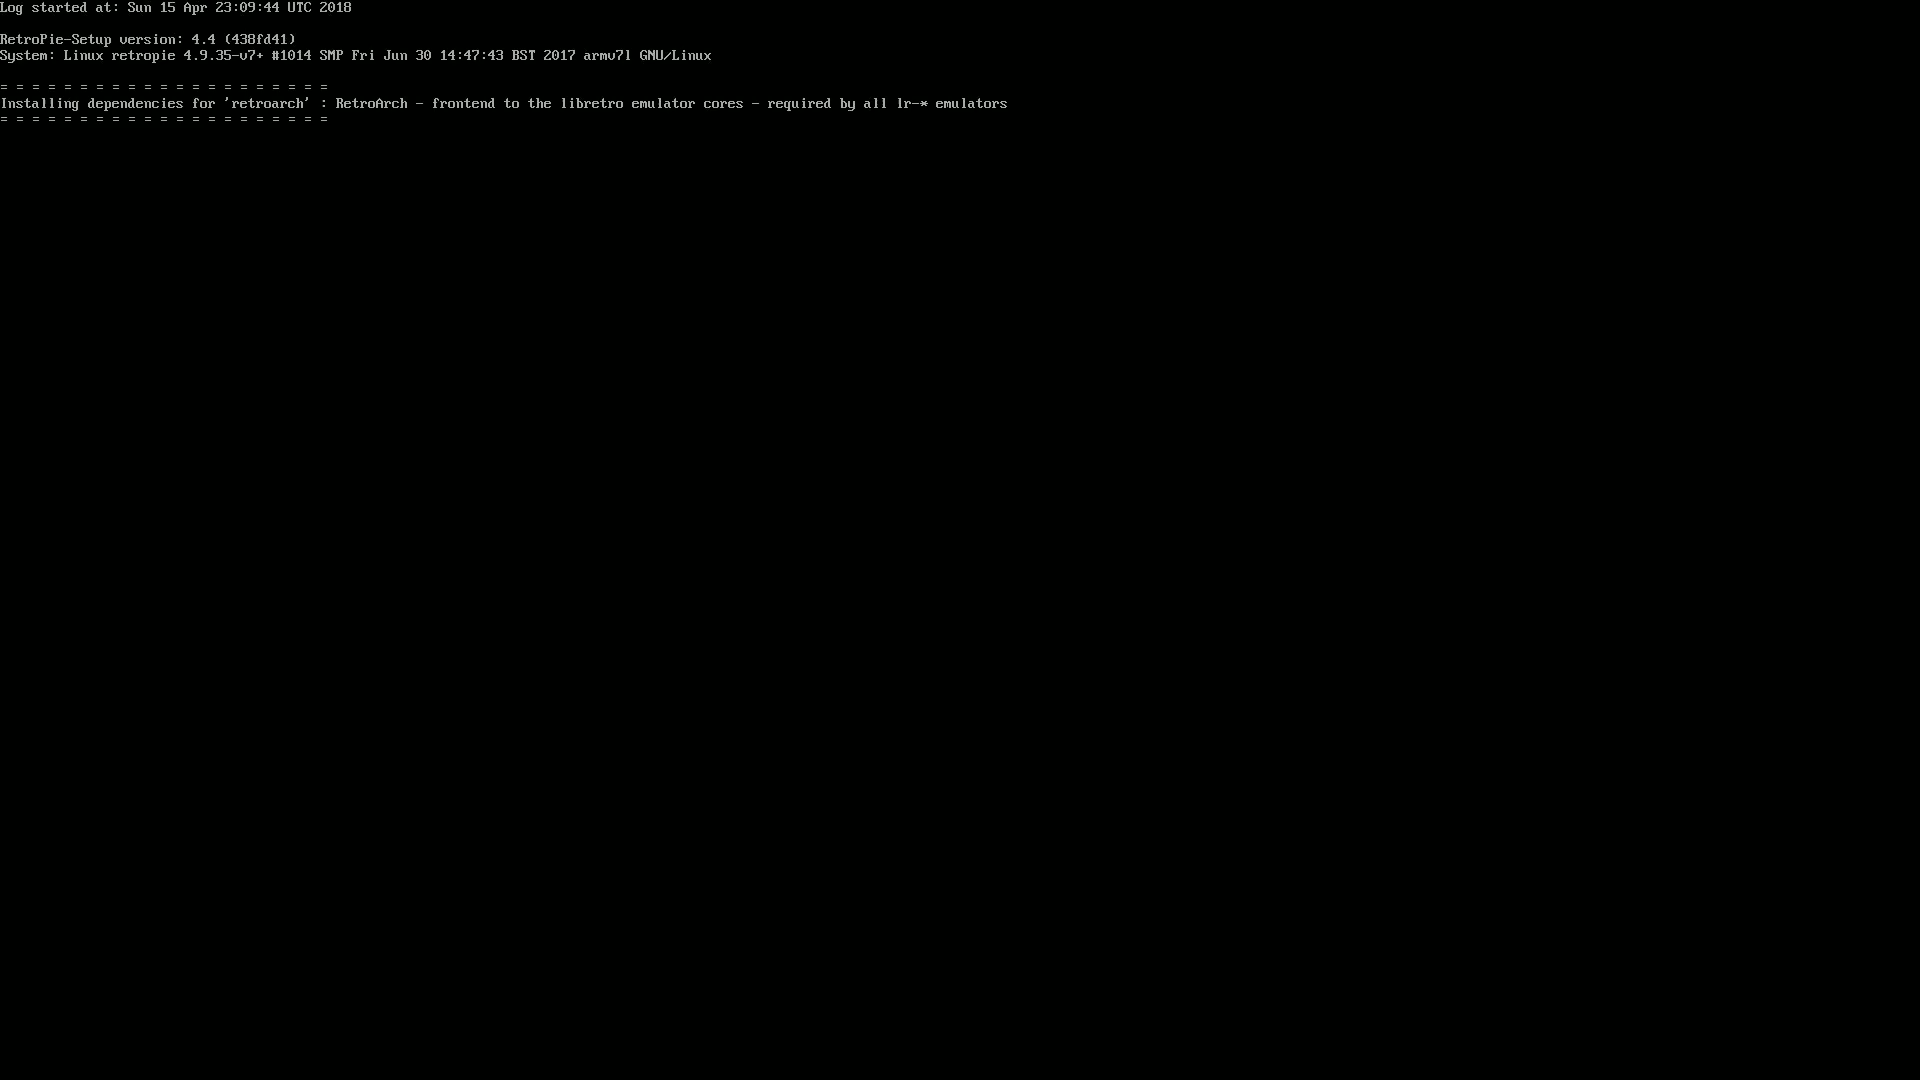 Log started at: Sun 15 Apr 23:09:44 UTC 2018
RetroPie-Setup version: 4.4 (438fd41)
System: Linux retropie 4.9.35-v7+ #1014 SMP Fri Jun 30 14:47:43 BST 2017 armv7l GNU/Linux
= = = = = = = = = = = = = = = = = = = = =
Installing dependencies for 'retroarch' : RetroArch - frontend to the libretro emulator cores - required by all lr-* emulators
= = = = = = = = = = = = = = = = = = = = =